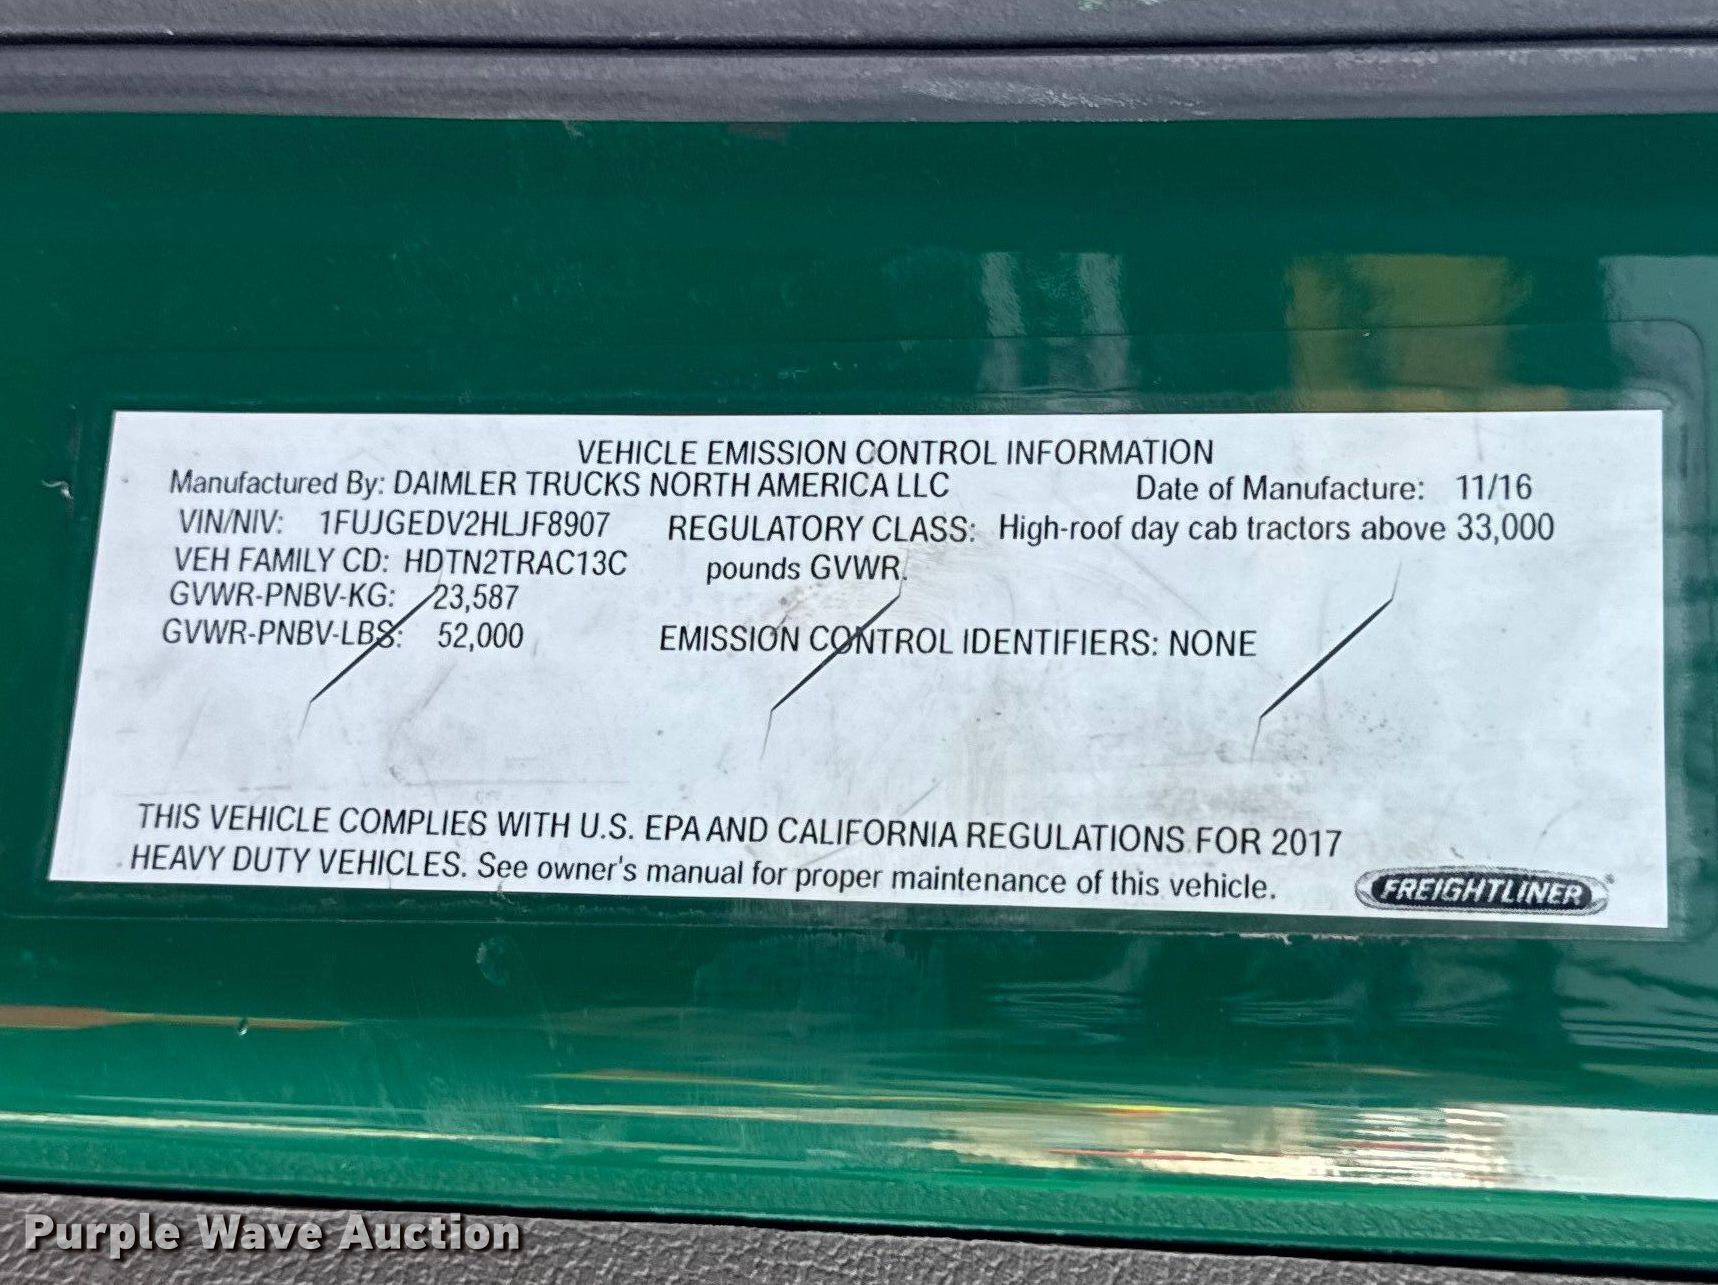 VEHICLE EMISSION CONTROL INFORMATION
Manufactured By: DAIMLER TRUCKS NORTH AMERICA LLC Date of Manufacture: 11/16
VIN/NIV: 1FUJGEDV2HLJF8907 REGULATORY CLASS: High-roof day cab tractors above 33,000
VEH FAMILY CD: HDTN2TRAC13C pounds GVWR.
GVWR-PNBV-KG: 23,587
GVWR-PNBV-LBS: 52,000 EMISSION CONTROL IDENTIFIERS: NONE
THIS VEHICLE COMPLIES WITH U.S. EPA AND CALIFORNIA REGULATIONS FOR 2017
HEAVY DUTY VEHICLES. See owner's manual for proper maintenance of this vehicle.
FREIGHTLINER
Purple Wave Auction